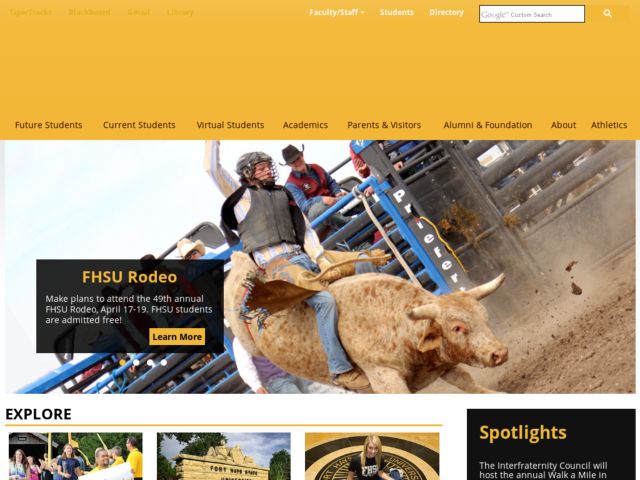 TigerTracks Blackboard Gmail Library
Faculty/Staff Students Directory
Google Custom Search
Future Students Current Students Virtual Students Academics Parents & Visitors Alumni & Foundation About Athletics
Priefert
FHSU Rodeo
Make plans to attend the 49th annual
FHSU Rodeo, April 17-19. FHSU students
are admitted free!
Learn More
EXPLORE
FORT HAYS STATE
UNIVERSITY
FHSU
Spotlights
The Interfraternity Council will
host the annual Walk a Mile in